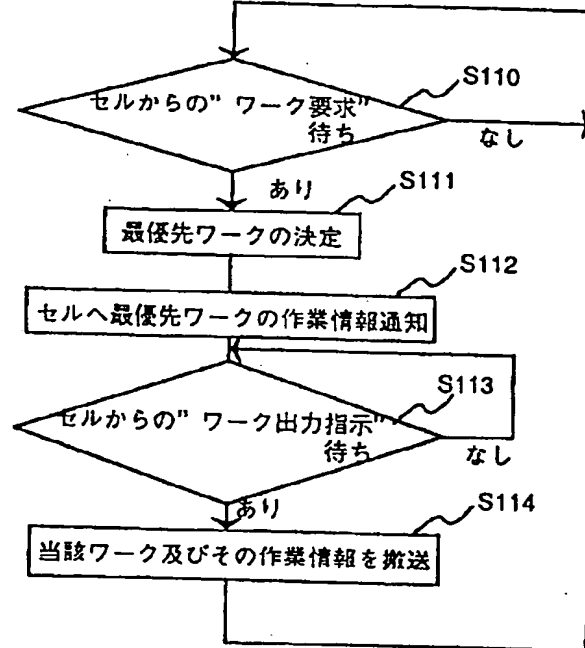 セルからの” ワーク要求”
待ち
S110
なし
あり
S111
最優先ワークの決定
S112
セルへ最優先ワークの作業情報通知
S113
セルからの” ワーク出力指示”
待ち
なし
あり
S114
当該ワーク及びその作業情報を搬送